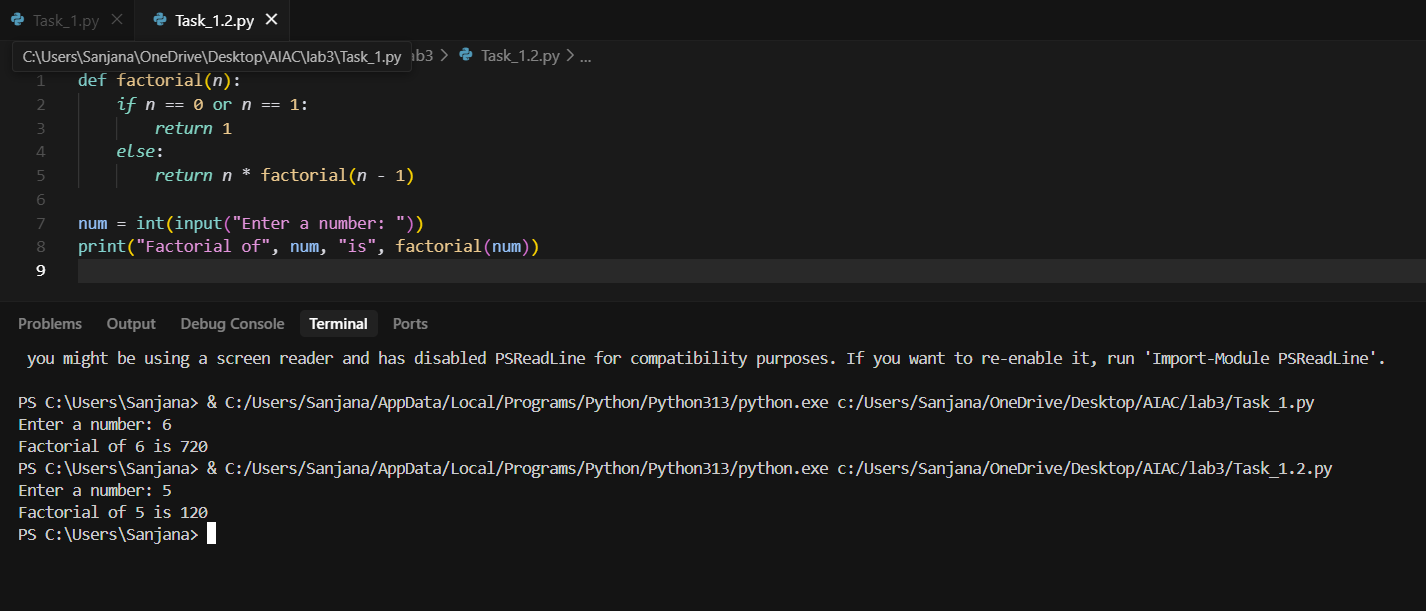 Task_1.py
Task_1.2.py
C:\Users\Sanjana\OneDrive\Desktop\AIAC\lab3\Task_1.py ab3 > Task_1.2.py > ...
1 def factorial(n):
2     if n == 0 or n == 1:
3         return 1
4     else:
5         return n * factorial(n - 1)
6
7 num = int(input("Enter a number: "))
8 print("Factorial of", num, "is", factorial(num))
9
Problems Output Debug Console Terminal Ports
you might be using a screen reader and has disabled PSReadLine for compatibility purposes. If you want to re-enable it, run 'Import-Module PSReadLine'.
PS C:\Users\Sanjana> & C:/Users/Sanjana/AppData/Local/Programs/Python/Python313/python.exe c:/Users/Sanjana/OneDrive/Desktop/AIAC/lab3/Task_1.py
Enter a number: 6
Factorial of 6 is 720
PS C:\Users\Sanjana> & C:/Users/Sanjana/AppData/Local/Programs/Python/Python313/python.exe c:/Users/Sanjana/OneDrive/Desktop/AIAC/lab3/Task_1.2.py
Enter a number: 5
Factorial of 5 is 120
PS C:\Users\Sanjana>